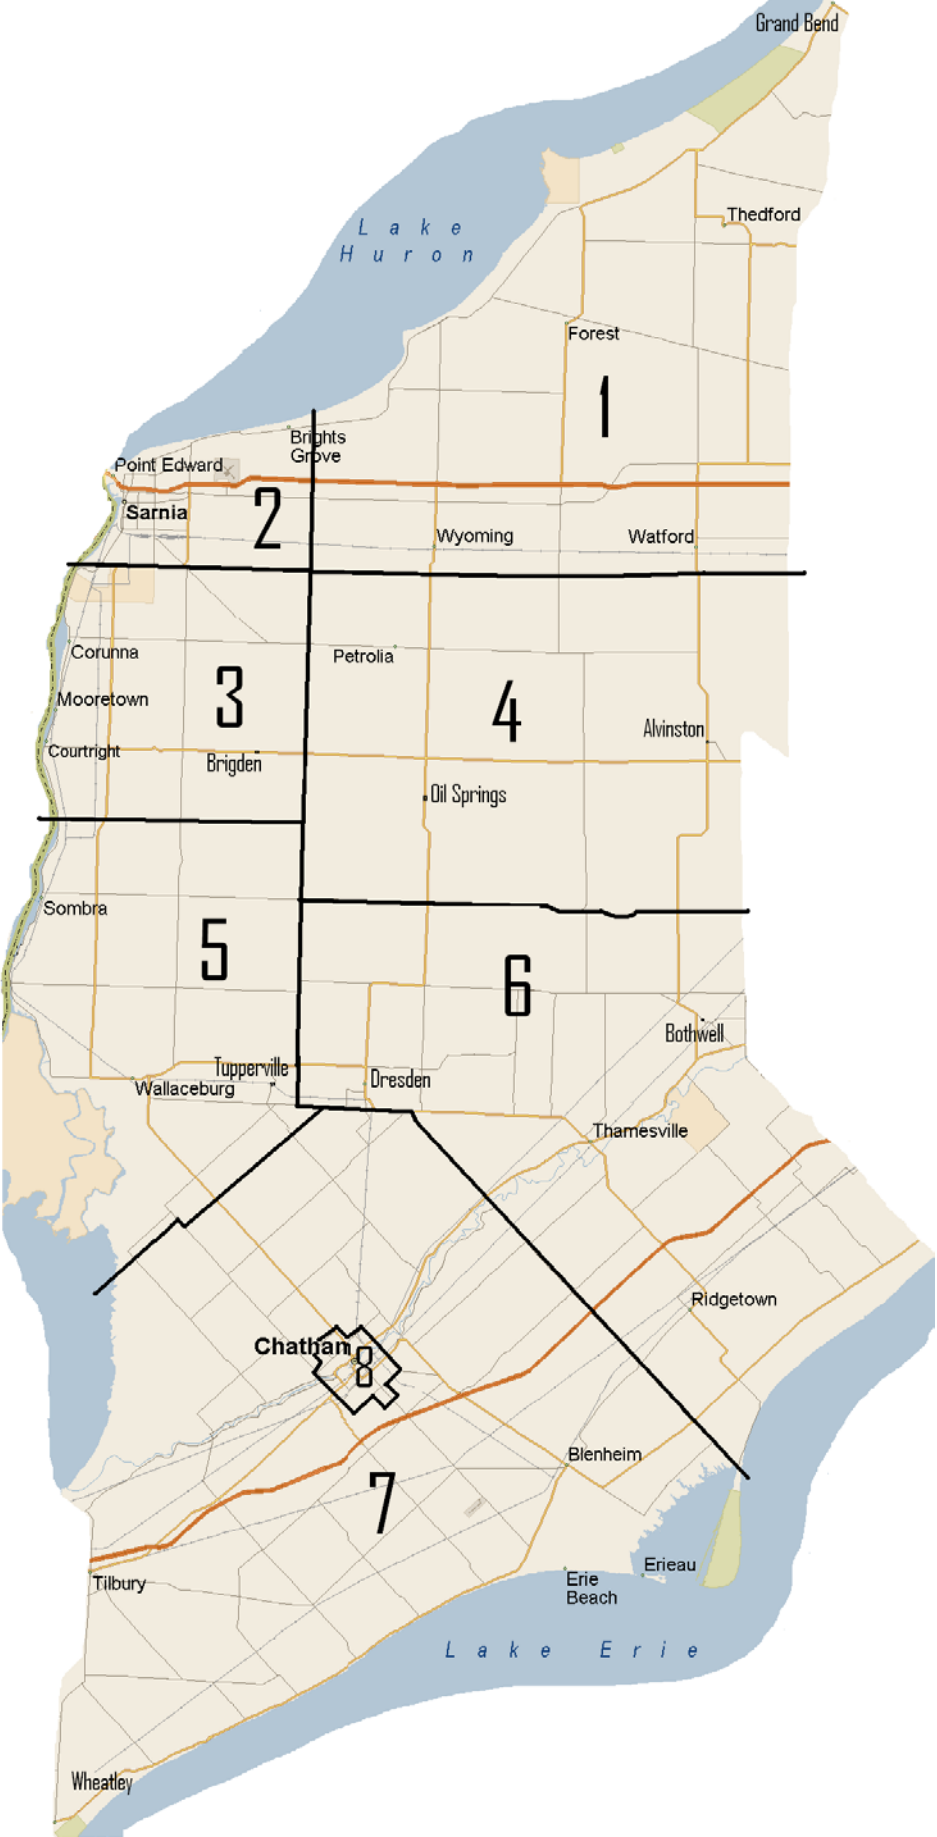 Grand Bend
Thedford
Lake
Huron
Forest
1
Brights
Grove
Point Edward
Sarnia
2
Wyoming
Watford
Corunna
Petrolia
3
Mooretown
4
Alvinston
Courtright
Brigden
Oil Springs
Sombra
5
6
Bothwell
Tupperville
Dresden
Wallaceburg
Thamesville
Ridgetown
Chatham
8
Blenheim
7
Erieau
Tilbury
Erie
Beach
Lake Erie
Wheatley